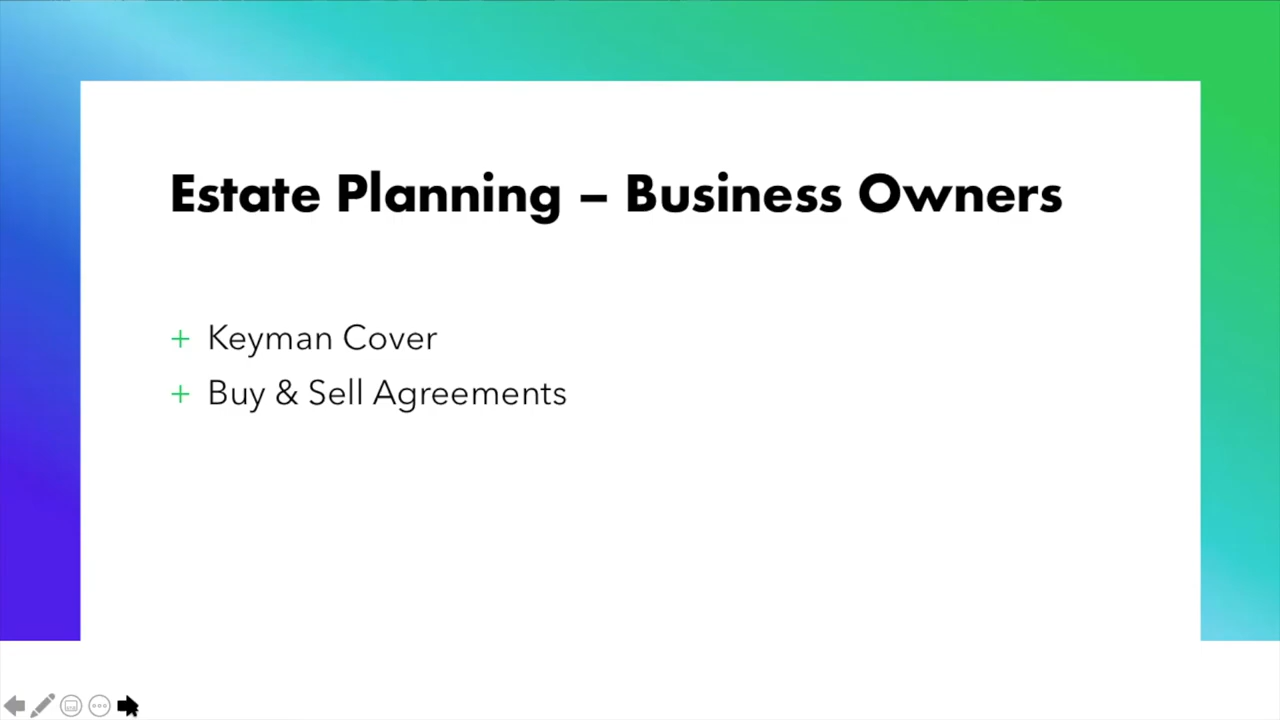 Estate Planning – Business Owners
+ Keyman Cover
+ Buy & Sell Agreements